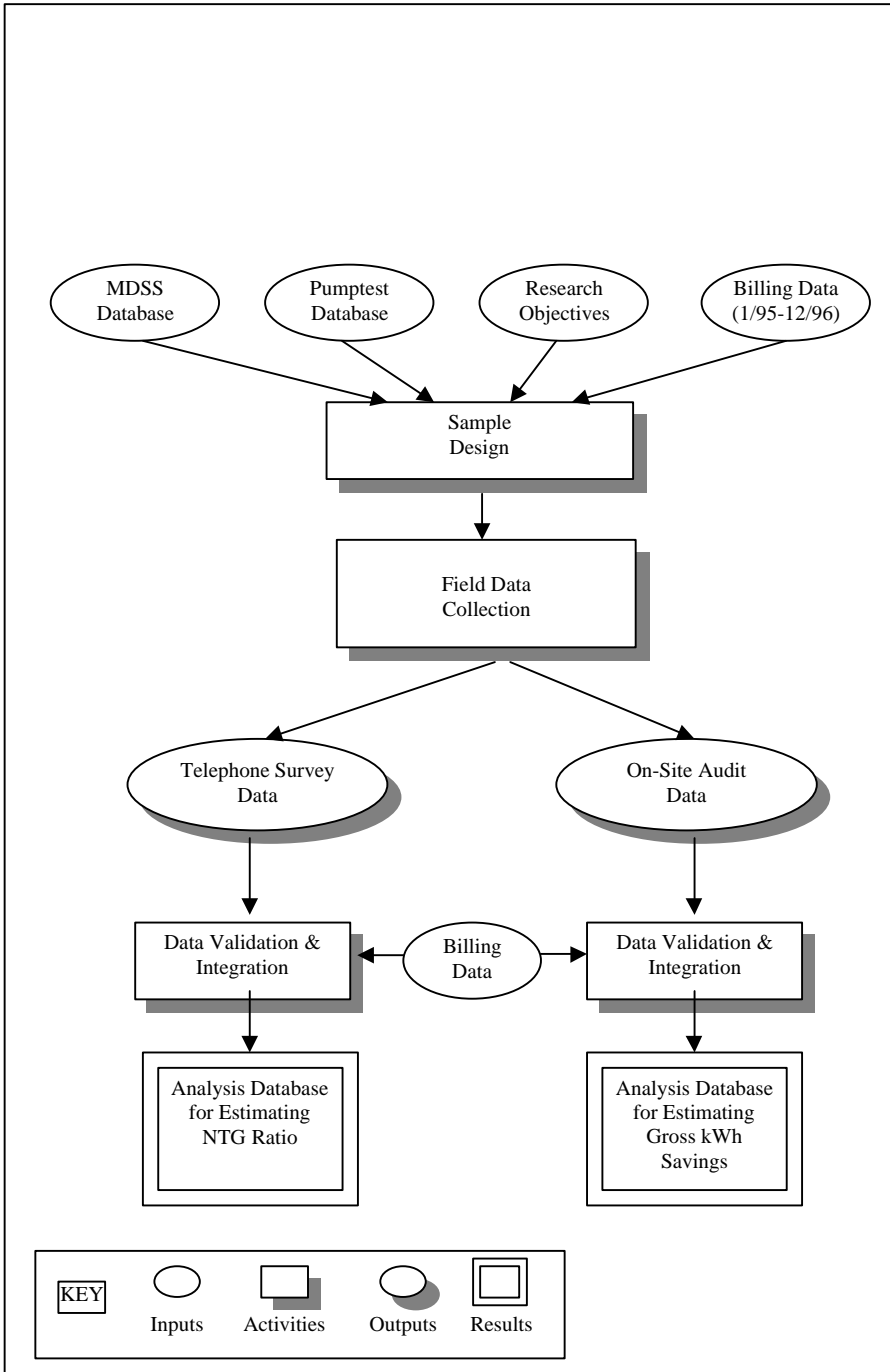 MDSS
Database
Pumptest
Database
Research
Objectives
Billing Data
(1/95-12/96)
Sample
Design
Field Data
Collection
Telephone Survey
Data
On-Site Audit
Data
Data Validation &
Integration
Billing
Data
Data Validation &
Integration
Analysis Database
for Estimating
NTG Ratio
Analysis Database
for Estimating
Gross kWh
Savings
KEY
Inputs
Activities
Outputs
Results